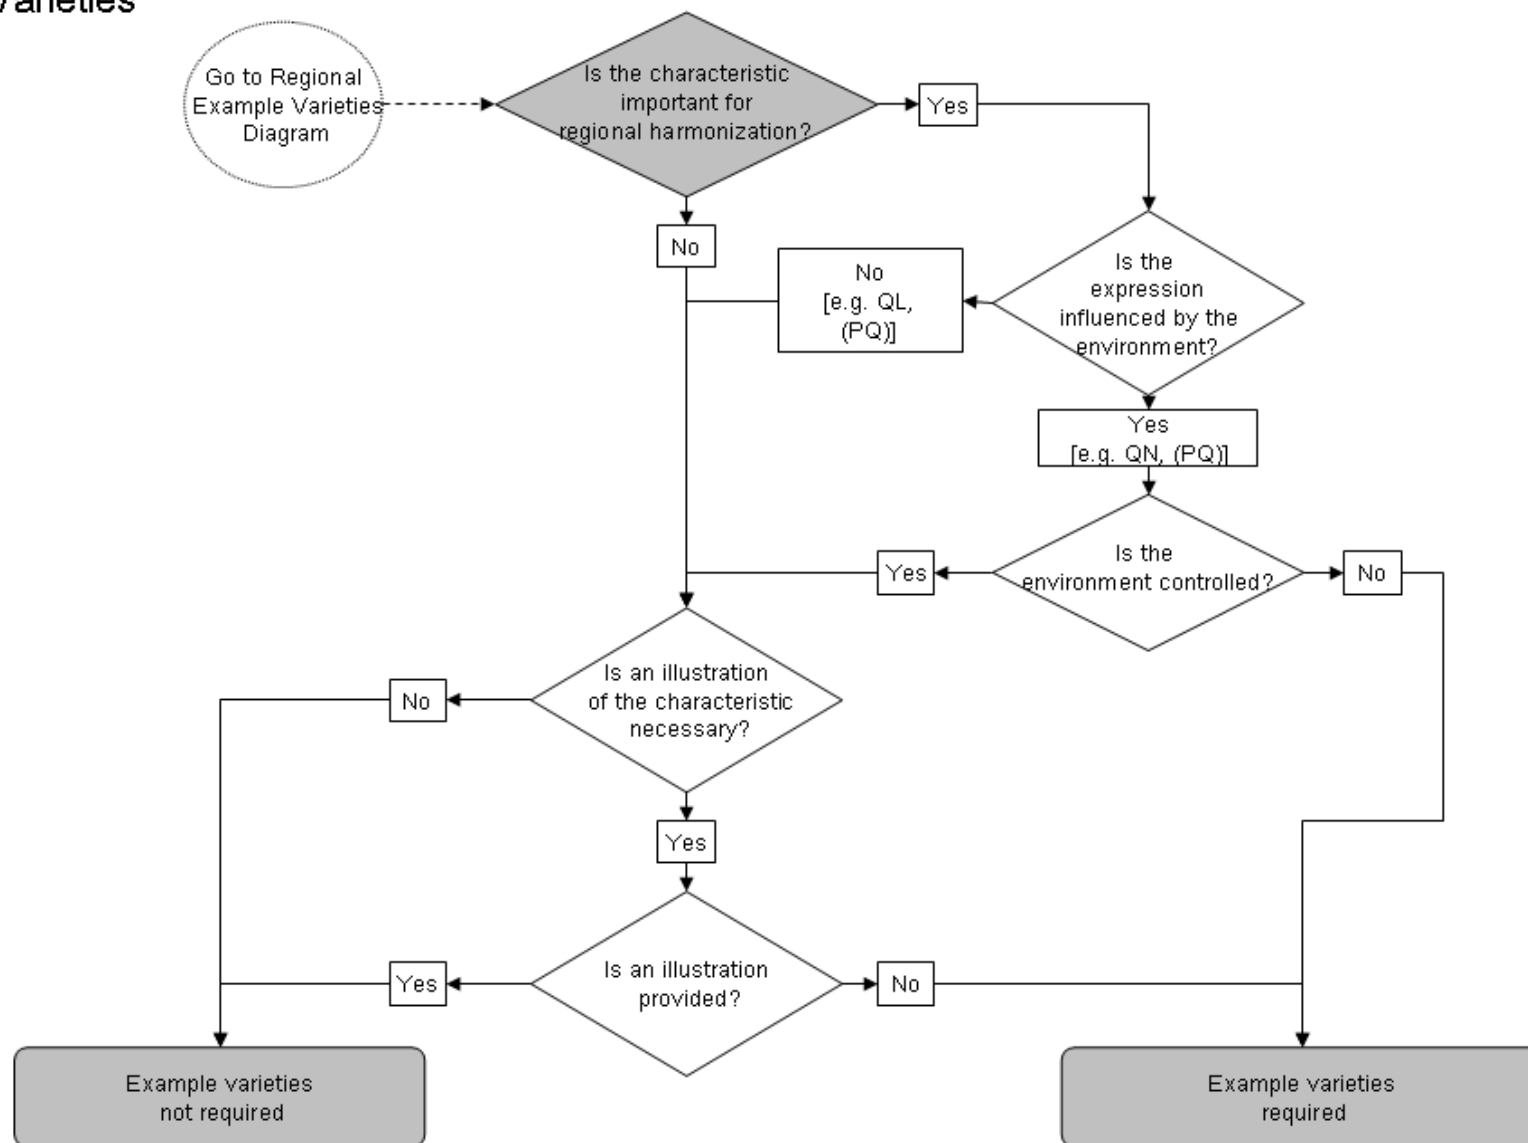 Varieties
Go to Regional
Example Varieties
Diagram
Is the characteristic
important for
regional harmonization?
Yes
No
No
[e.g. QL,
(PQ)]
Is the
expression
influenced by the
environment?
Yes
[e.g. QN, (PQ)]
Yes
Is the
environment controlled?
No
No
Is an illustration
of the characteristic
necessary?
Yes
Yes
Is an illustration
provided?
No
Example varieties
not required
Example varieties
required